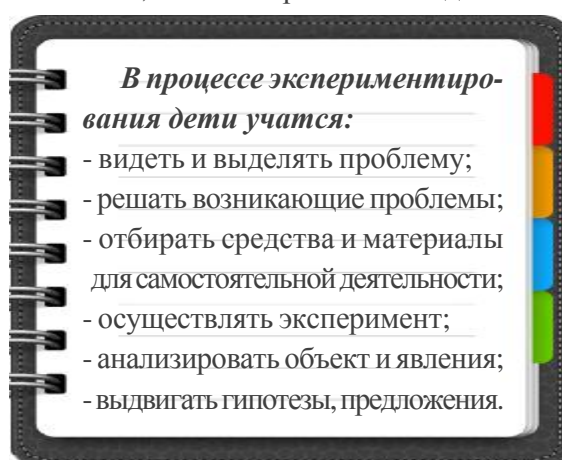 В процессе экспериментиро-
вания дети учатся:
- видеть и выделять проблему;
- решать возникающие проблемы;
- отбирать средства и материалы
для самостоятельной деятельности;
- осуществлять эксперимент;
- анализировать объект и явления;
- выдвигать гипотезы, предложения.